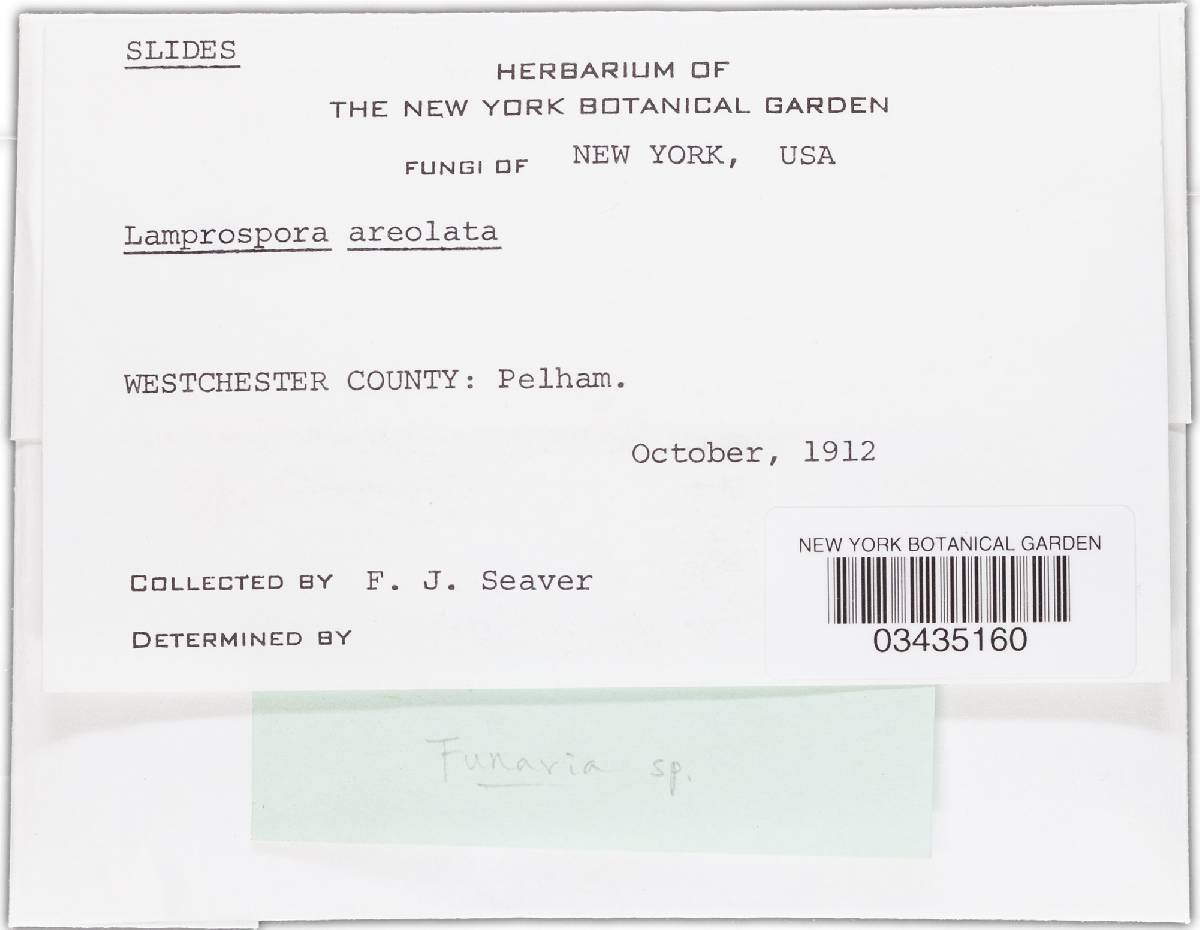 SLIDES
HERBARIUM OF
THE NEW YORK BOTANICAL GARDEN
FUNGI OF NEW YORK, USA
Lamprospora areolata
WESTCHESTER COUNTY: Pelham.
October, 1912
COLLECTED BY F. J. Seaver
DETERMINED BY
NEW YORK BOTANICAL GARDEN
03435160
Funaria sp.